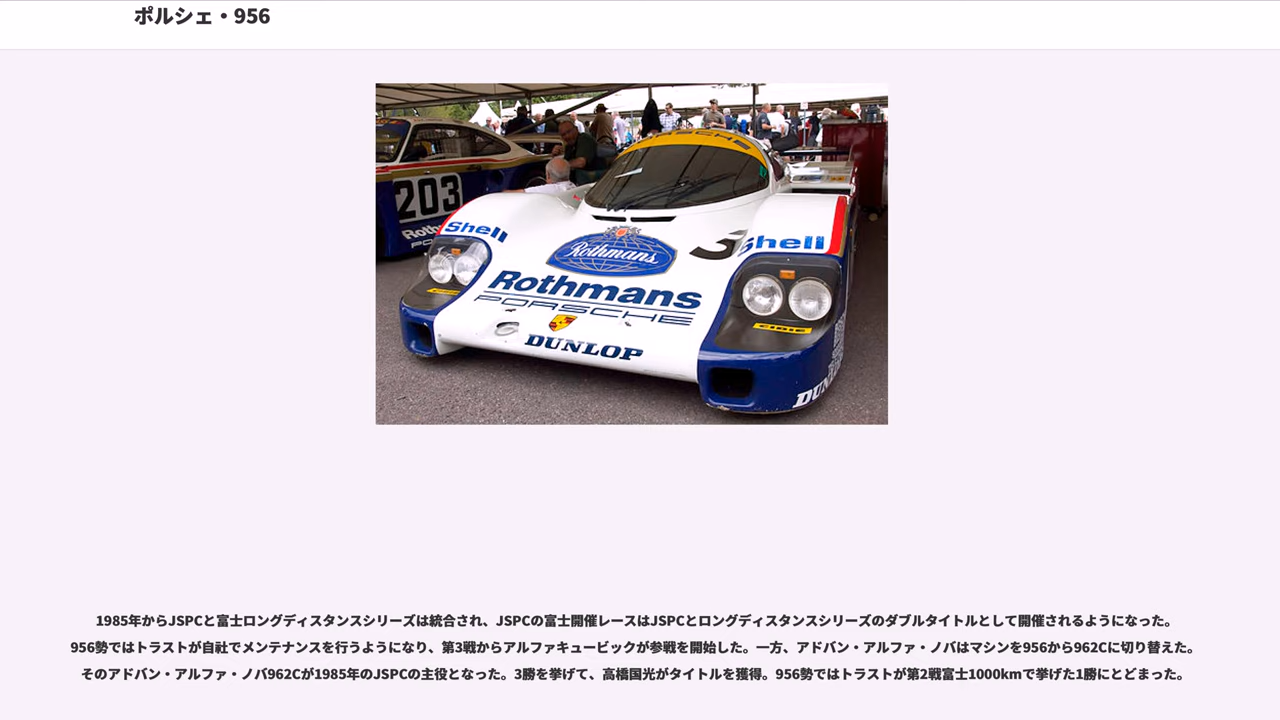 ポルシェ・956
PORSCHE
203
Rothm
PO
Shell
Rothmans
3
Shell
Rothmans
PORSCHE
DUNLOP
cibie
DUN
1985年からJSPCと富士ロングディスタンスシリーズは統合され、JSPCの富士開催レースはJSPCとロングディスタンスシリーズのダブルタイトルとして開催されるようになった。
956勢ではトラストが自社でメンテナンスを行うようになり、第3戦からアルファキュービックが参戦を開始した。一方、アドバン・アルファ・ノバはマシンを956から962Cに切り替えた。
そのアドバン・アルファ・ノバ962Cが1985年のJSPCの主役となった。3勝を挙げて、高橋国光がタイトルを獲得。956勢ではトラストが第2戦富士1000kmで挙げた1勝にとどまった。